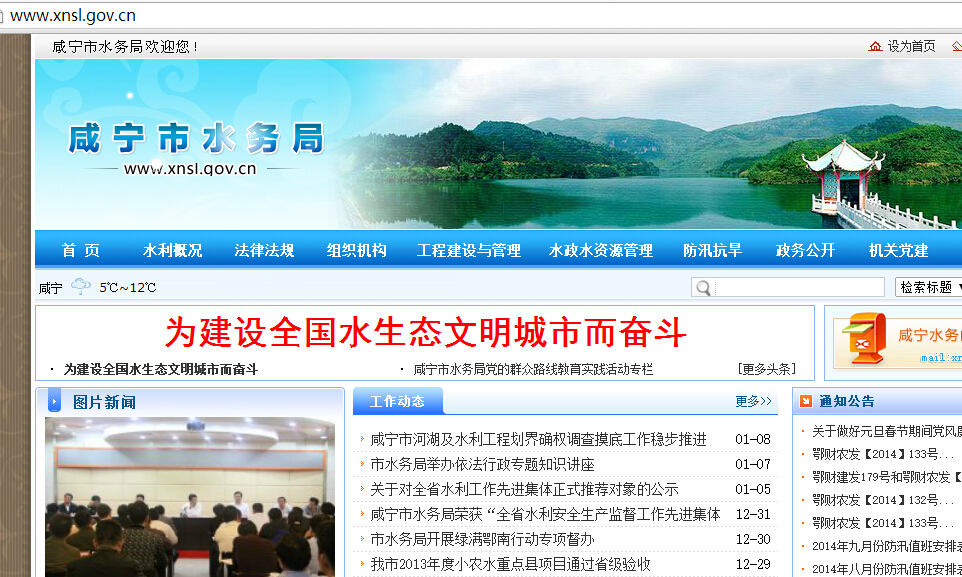 www.xnsl.gov.cn
咸宁市水务局欢迎您！ 设为首页
咸宁市水务局
www.xnsl.gov.cn
首 页 水利概况 法律法规 组织机构 工程建设与管理 水政水资源管理 防汛抗旱 政务公开 机关党建
咸宁 5℃~12℃ 检索标题
为建设全国水生态文明城市而奋斗
· 为建设全国水生态文明城市而奋斗 · 咸宁市水务局党的群众路线教育实践活动专栏 [更多头条]
咸宁水务
mail:xn
图片新闻
工作动态 更多>>
咸宁市河湖及水利工程划界确权调查摸底工作稳步推进 01-08
市水务局举办依法行政专题知识讲座 01-07
关于对全省水利工作先进集体正式推荐对象的公示 01-05
咸宁市水务局荣获“全省水利安全生产监督工作先进集体 12-31
市水务局开展绿满鄂南行动专项督办 12-30
我市2013年度小农水重点县项目通过省级验收 12-29
通知公告
· 关于做好元旦春节期间党风
· 鄂财农发【2014】133号...
· 鄂财建发179号和鄂财农发【
· 鄂财农发【2014】132号...
· 鄂财农发【2014】133号...
· 2014年九月份防汛值班安排
· 2014年八月份防汛值班安排